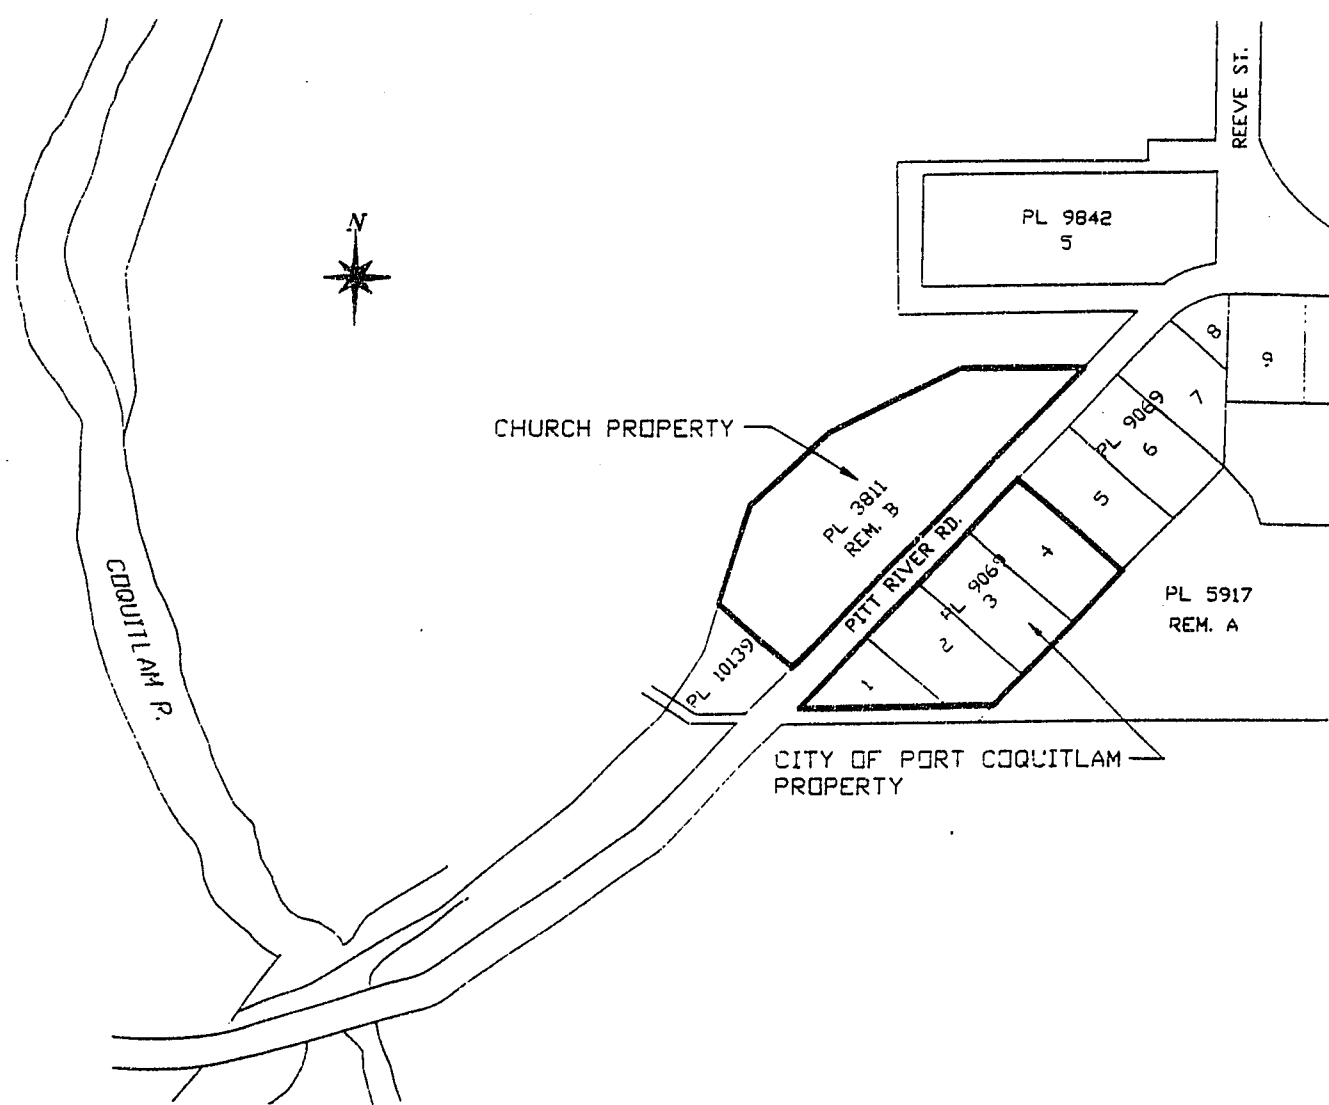 REEVE ST.
N
PL 9842
5
8
9
7
PL 9069
6
5
CHURCH PROPERTY
PL 3811
REM. B
PITT RIVER RD.
4
PL 9069
3
2
1
PL 5917
REM. A
COQUITLAM R.
PL 10139
CITY OF PORT COQUITLAM
PROPERTY